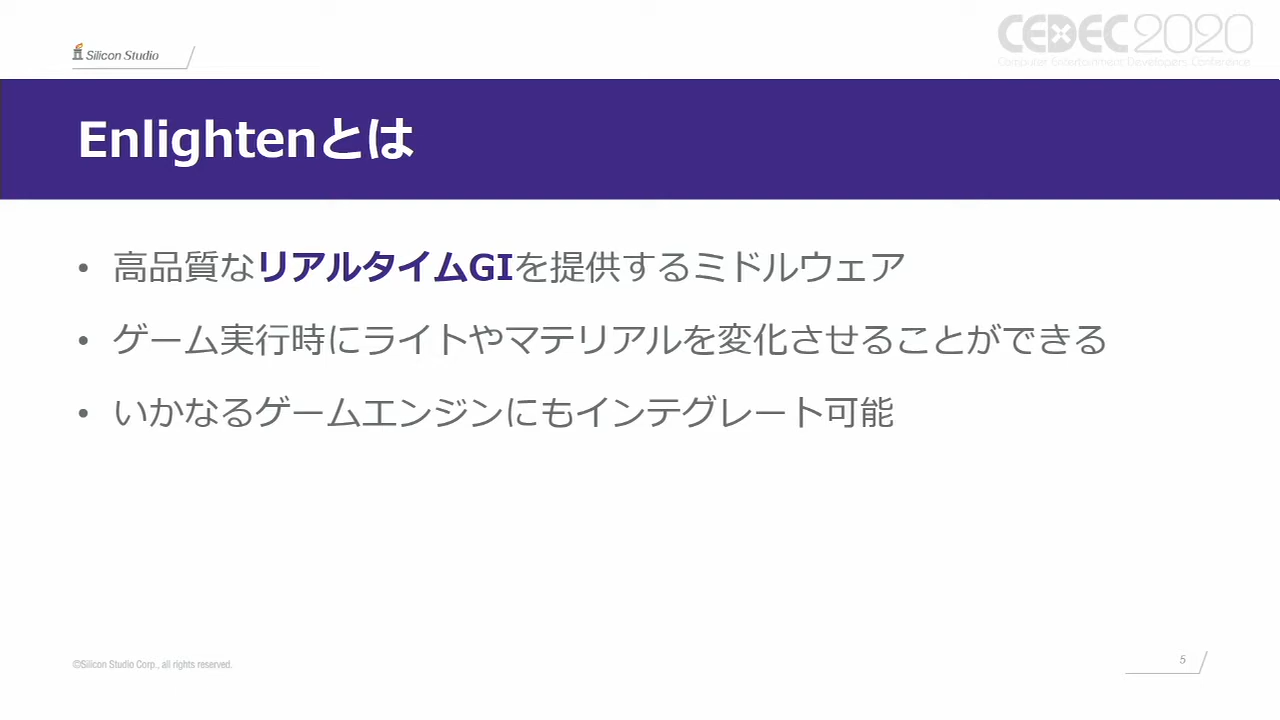 Silicon Studio
CEDEC2020
Computer Entertainment Developers Conference
Enlightenとは
• 高品質なリアルタイムGIを提供するミドルウェア
• ゲーム実行時にライトやマテリアルを変化させることができる
• いかなるゲームエンジンにもインテグレート可能
©Silicon Studio Corp., all rights reserved.
5